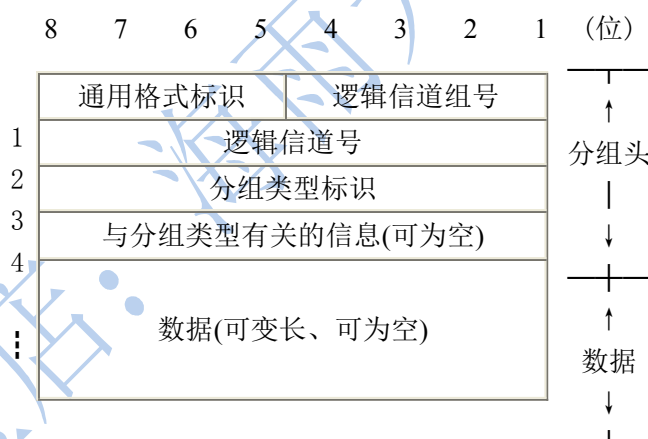 8 7 6 5 4 3 2 1 (位)
通用格式标识 逻辑信道组号
1 逻辑信道号
分组头
2 分组类型标识
3 与分组类型有关的信息(可为空)
4
数据(可变长、可为空)
数据
店: